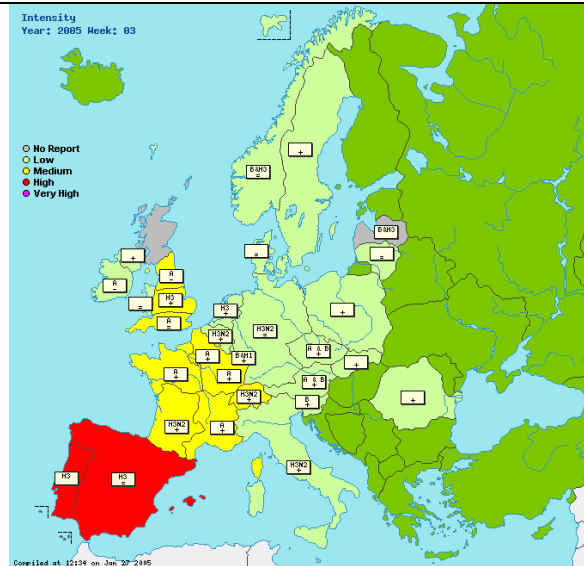 Intensity
Year: 2005 Week: 03
No Report
Low
Medium
High
Very High
+
B&H3
=
B&H3
=
=
+
A
-
A
-
=
H3
+
A
=
H3
+
H3N2
=
+
H3N2
+
A
+
B&H1
+
A & B
+
+
A
+
A
+
A & B
+
H3N2
+
B
+
+
H3N2
+
A
+
H3N2
+
H3
H3
=
Compiled at 12:34 on Jan 27 2005